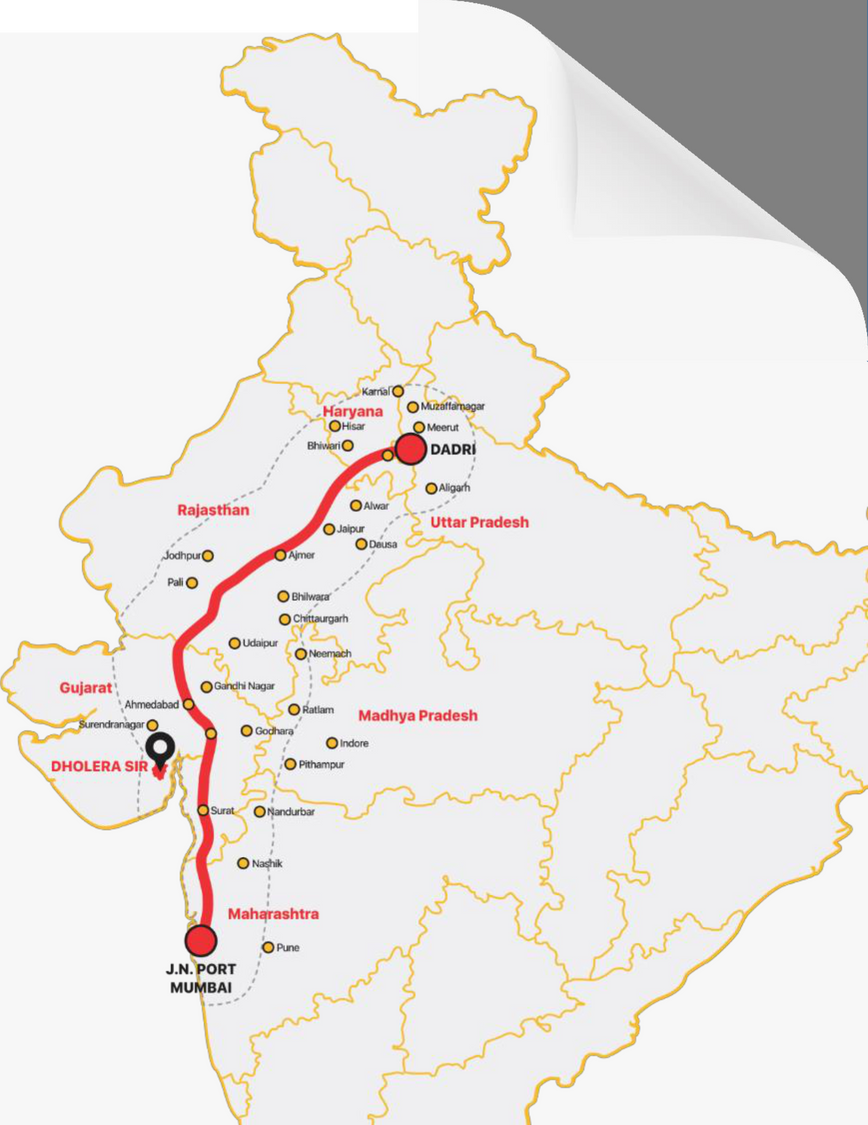 Karnal
Muzaffarnagar
Haryana
Hisar
Meerut
Bhiwari
DADRI
Aligarh
Alwar
Rajasthan
Uttar Pradesh
Jaipur
Dausa
Jodhpur
Ajmer
Pali
Bhilwara
Chittaurgarh
Udaipur
Neemach
Gujarat
Gandhi Nagar
Ahmedabad
Ratlam
Madhya Pradesh
Surendranagar
Godhara
Indore
DHOLERA SIR
Pithampur
Surat
Nandurbar
Nashik
Maharashtra
Pune
J.N. PORT
MUMBAI